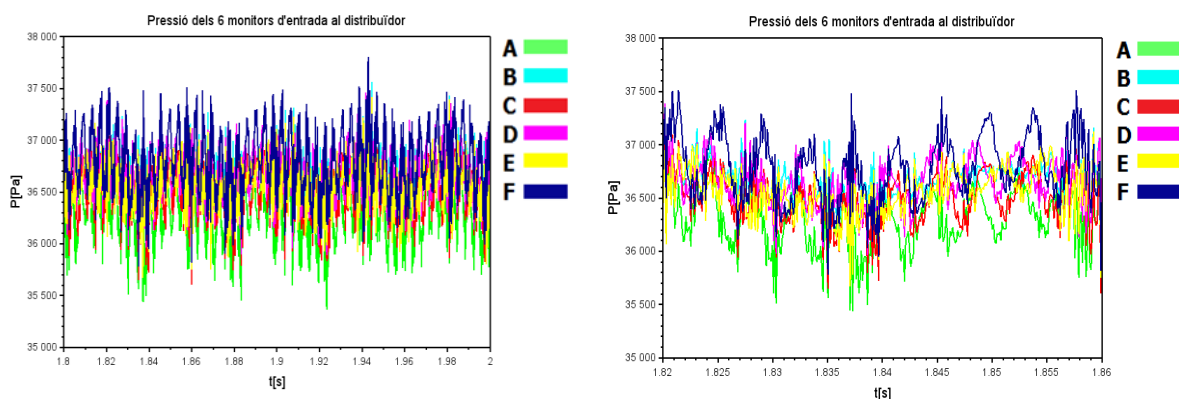 Pressió dels 6 monitors d'entrada al distribuïdor
38 000
37 500
37 000
36 500
36 000
35 500
35 000
P[Pa]
1.8 1.82 1.84 1.86 1.88 1.9 1.92 1.94 1.96 1.98 2
t[s]
A
B
C
D
E
F
Pressió dels 6 monitors d'entrada al distribuïdor
38 000
37 500
37 000
36 500
36 000
35 500
35 000
P[Pa]
1.82 1.825 1.83 1.835 1.84 1.845 1.85 1.855 1.86
t[s]
A
B
C
D
E
F